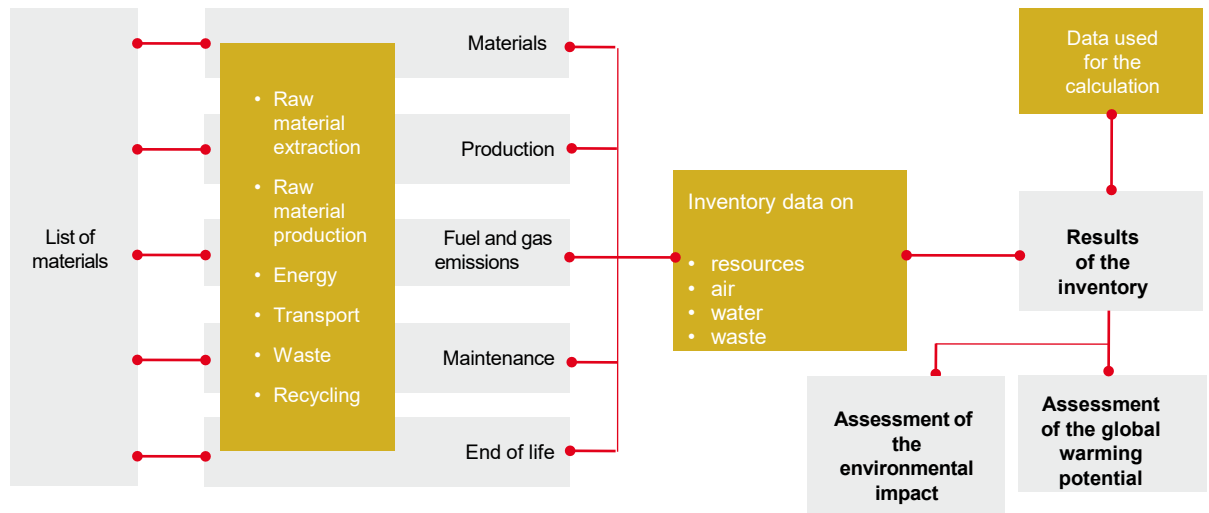 List of
materials
• Raw
material
extraction
• Raw
material
production
• Energy
• Transport
• Waste
• Recycling
Materials
Production
Fuel and gas
emissions
Maintenance
End of life
Inventory data on
• resources
• air
• water
• waste
Data used
for the
calculation
Results
of the
inventory
Assessment of
the
environmental
impact
Assessment
of the global
warming
potential